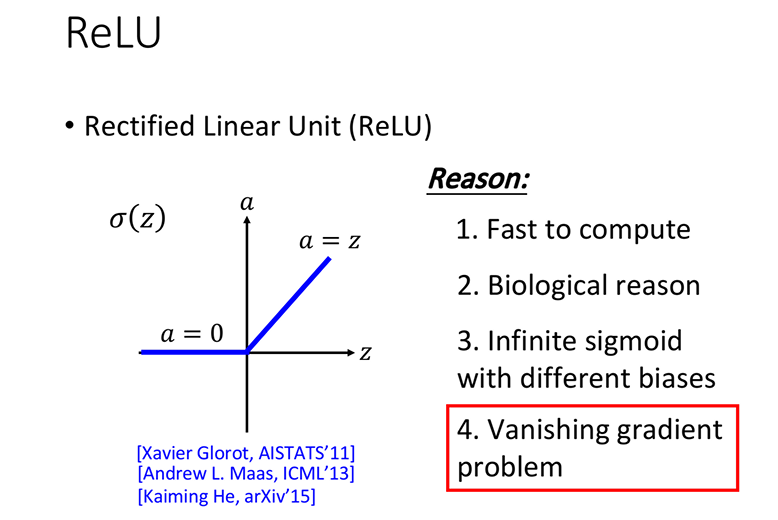 ReLU
• Rectified Linear Unit (ReLU)
σ(z)
a
a = z
a = 0
z
[Xavier Glorot, AISTATS’11]
[Andrew L. Maas, ICML’13]
[Kaiming He, arXiv’15]
Reason:
1. Fast to compute
2. Biological reason
3. Infinite sigmoid
with different biases
4. Vanishing gradient
problem